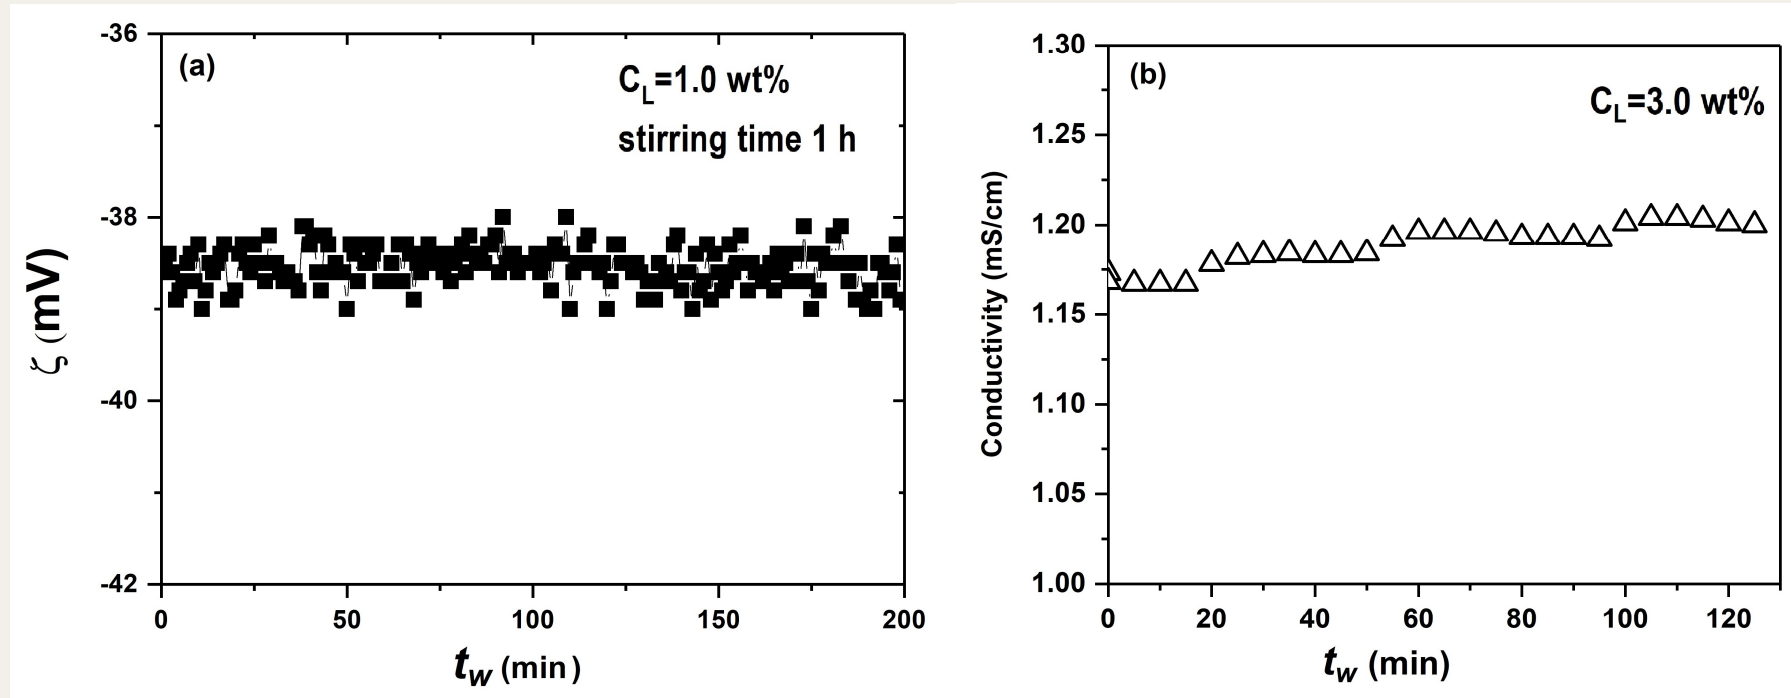 (a)
C_L=1.0 wt%
stirring time 1 h
ζ (mV)
-36
-38
-40
-42
0 50 100 150 200
t_w (min)
(b)
C_L=3.0 wt%
Conductivity (mS/cm)
1.30
1.25
1.20
1.15
1.10
1.05
1.00
0 20 40 60 80 100 120
t_w (min)